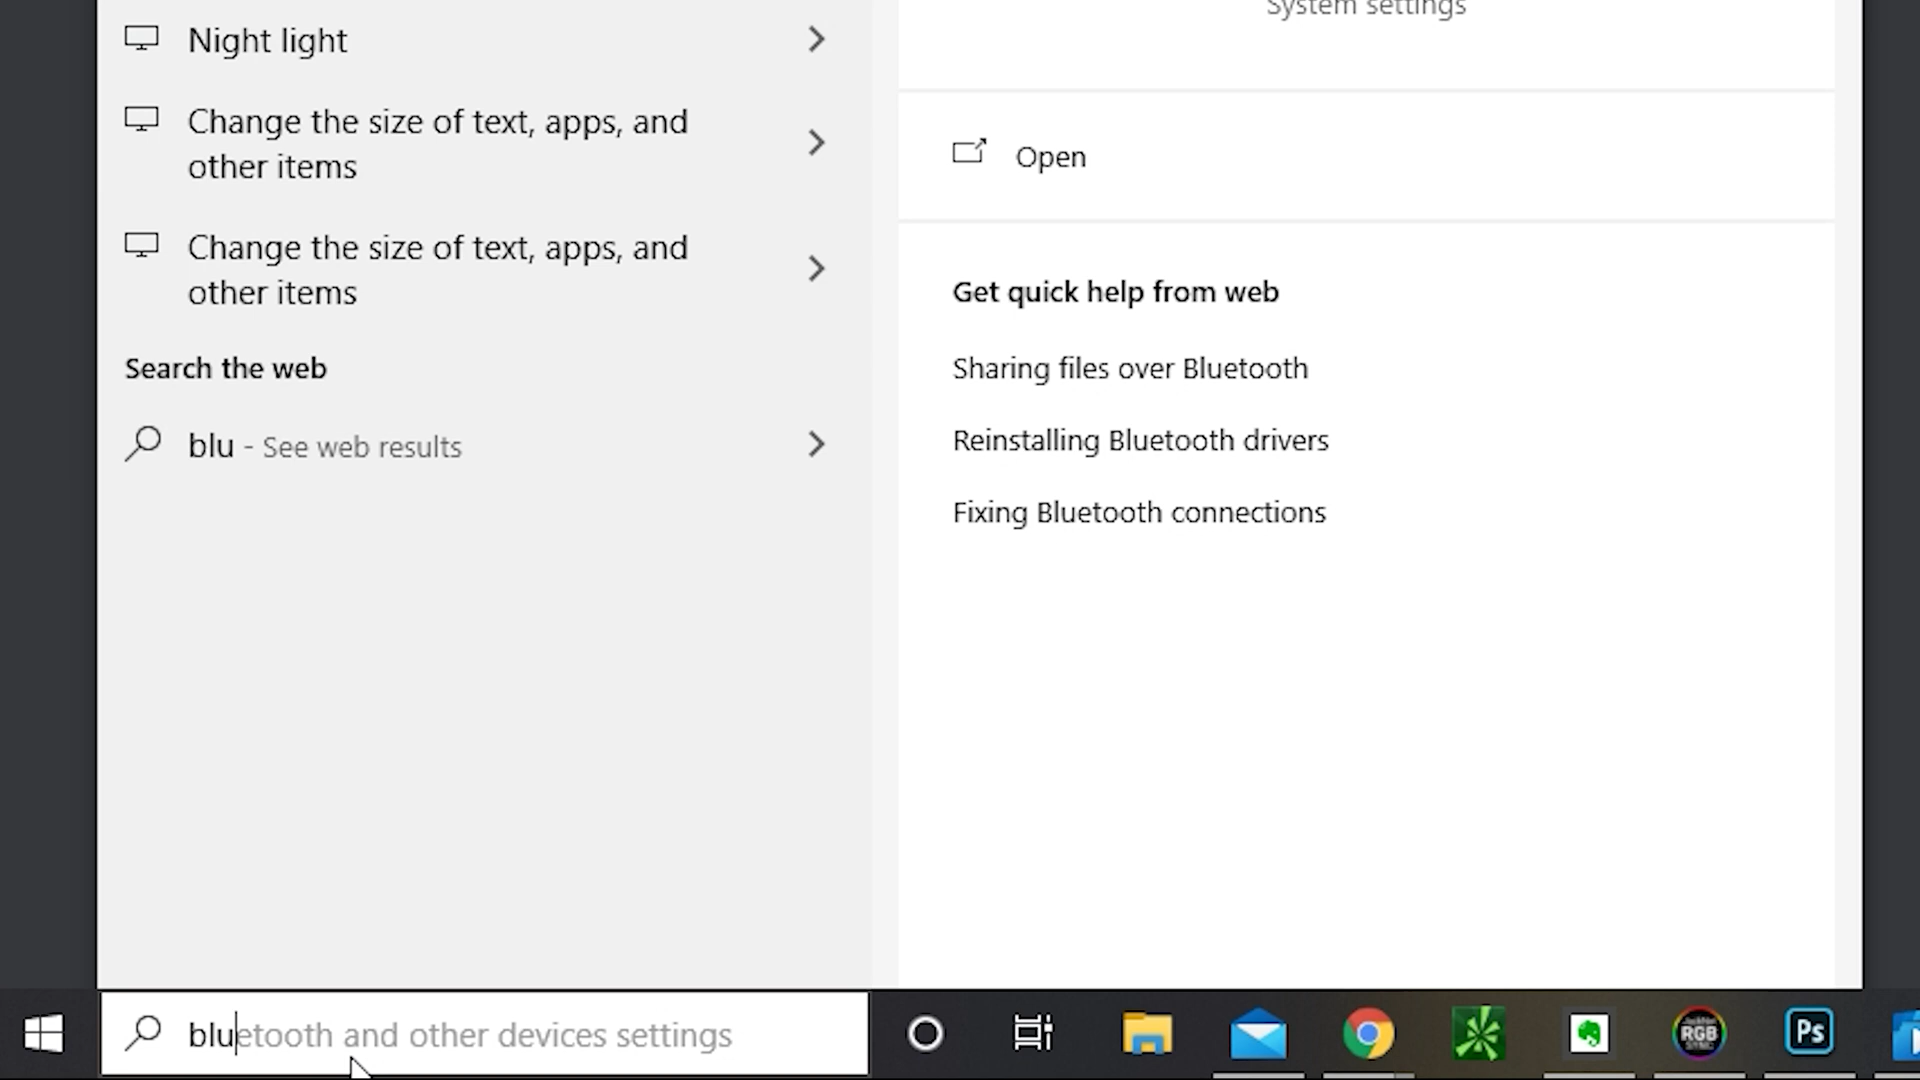 System settings
Night light
Change the size of text, apps, and
other items
Change the size of text, apps, and
other items
Search the web
blu - See web results
Open
Get quick help from web
Sharing files over Bluetooth
Reinstalling Bluetooth drivers
Fixing Bluetooth connections
bluetooth and other devices settings
RGB
Ps